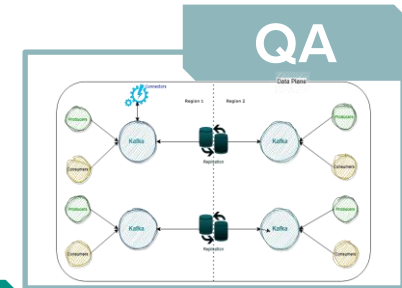 QA
Data Plane
Connectors
Region 1
Region 2
Producers
Producers
Kafka
Kafka
Replication
Consumers
Consumers
Producers
Producers
Kafka
Kafka
Replication
Consumers
Consumers